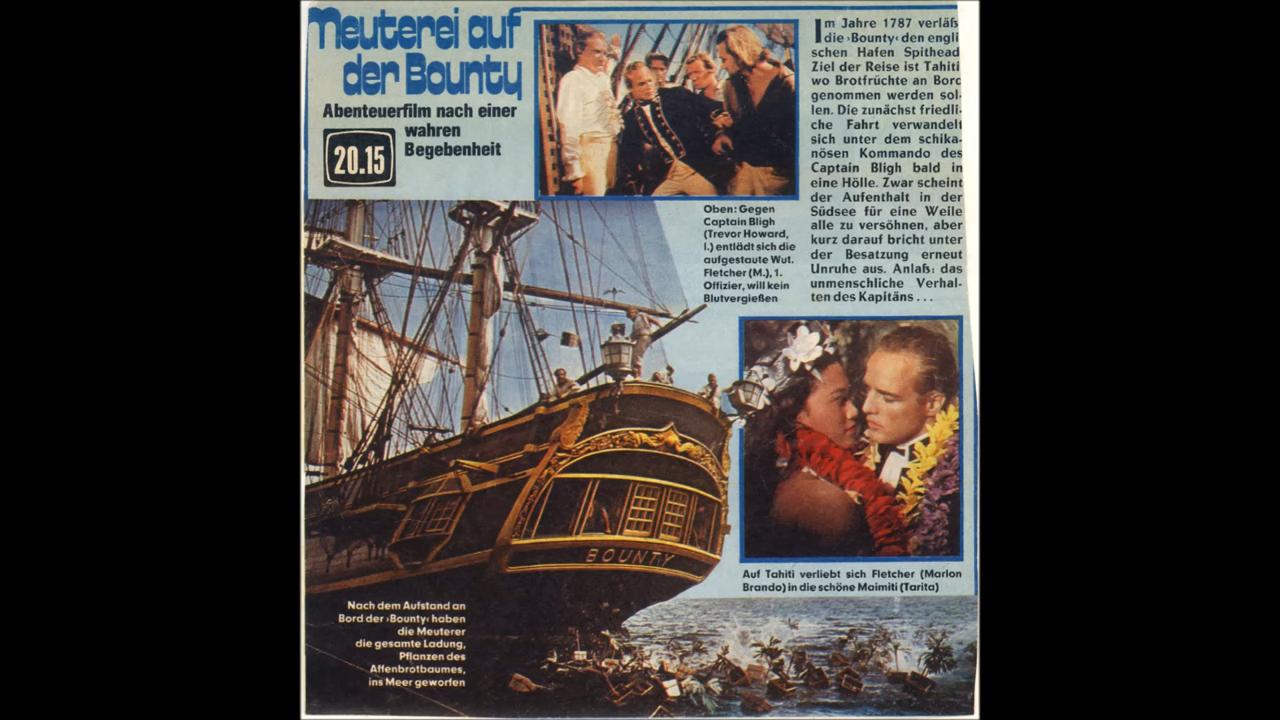 Meuterei auf
der Bounty
Abenteuerfilm nach einer
wahren
Begebenheit
20.15
Im Jahre 1787 verläß
die ›Bounty‹ den engli
schen Hafen Spithead
Ziel der Reise ist Tahiti
wo Brotfrüchte an Bord
genommen werden sol-
len. Die zunächst friedli-
che Fahrt verwandelt
sich unter dem schika-
nösen Kommando des
Captain Bligh bald in
eine Hölle. Zwar scheint
der Aufenthalt in der
Südsee für eine Weile
alle zu versöhnen, aber
kurz darauf bricht unter
der Besatzung erneut
Unruhe aus. Anlaß: das
unmenschliche Verhal-
ten des Kapitäns . . .
Oben: Gegen
Captain Bligh
(Trevor Howard,
l.) entlädt sich die
aufgestaute Wut.
Fletcher (M.), 1.
Offizier, will kein
Blutvergießen
BOUNTY
Auf Tahiti verliebt sich Fletcher (Marlon
Brando) in die schöne Maimiti (Tarita)
Nach dem Aufstand an
Bord der ›Bounty‹ haben
die Meuterer
die gesamte Ladung,
Pflanzen des
Affenbrotbaumes,
ins Meer geworfen